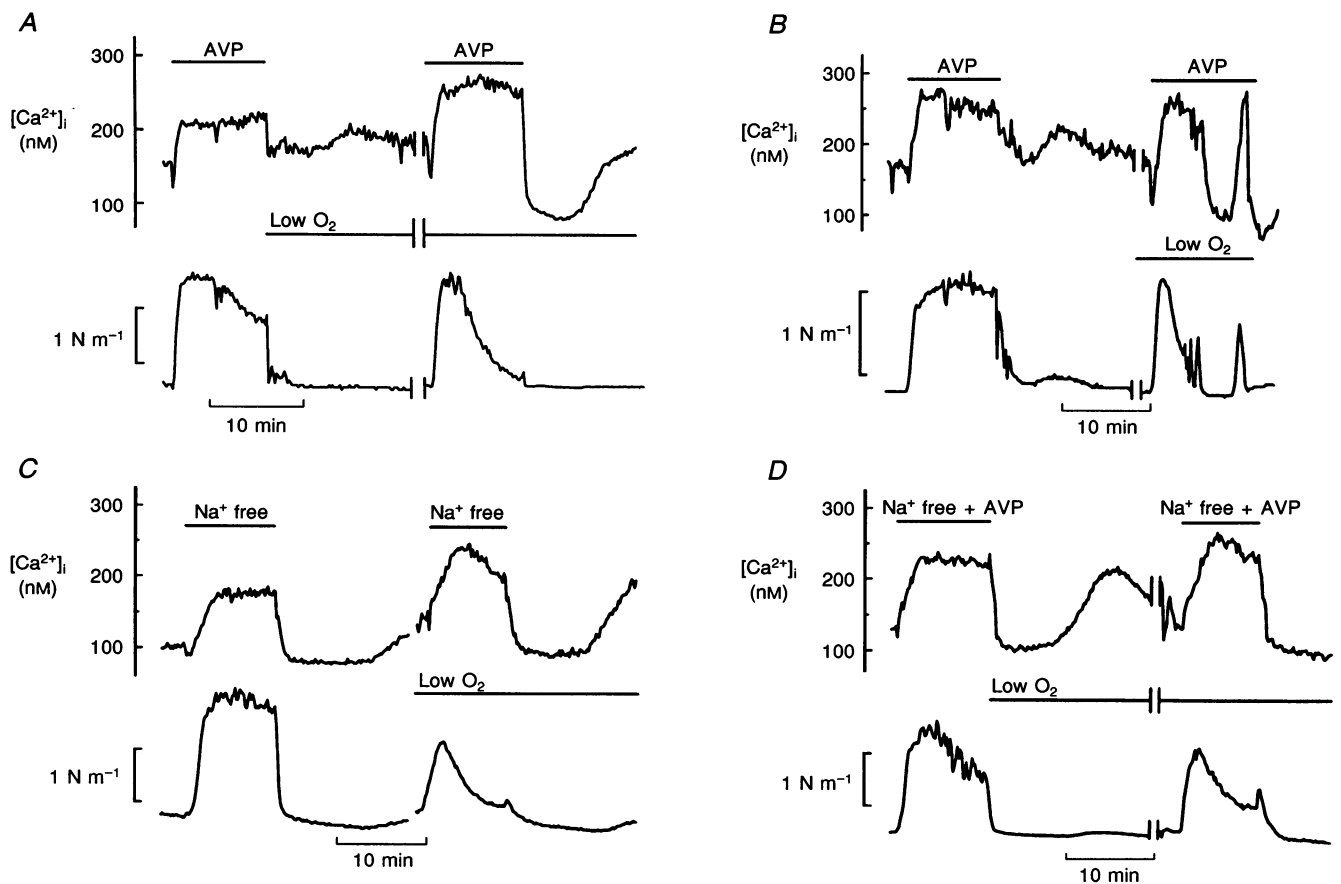 A
AVP
AVP
300
[Ca²⁺]ᵢ
200
(nM)
100
Low O₂
1 N m⁻¹
10 min
B
AVP
AVP
300
[Ca²⁺]ᵢ
200
(nM)
100
Low O₂
1 N m⁻¹
10 min
C
Na⁺ free
Na⁺ free
300
[Ca²⁺]ᵢ
200
(nM)
100
Low O₂
1 N m⁻¹
10 min
D
Na⁺ free + AVP
Na⁺ free + AVP
300
[Ca²⁺]ᵢ
200
(nM)
100
Low O₂
1 N m⁻¹
10 min